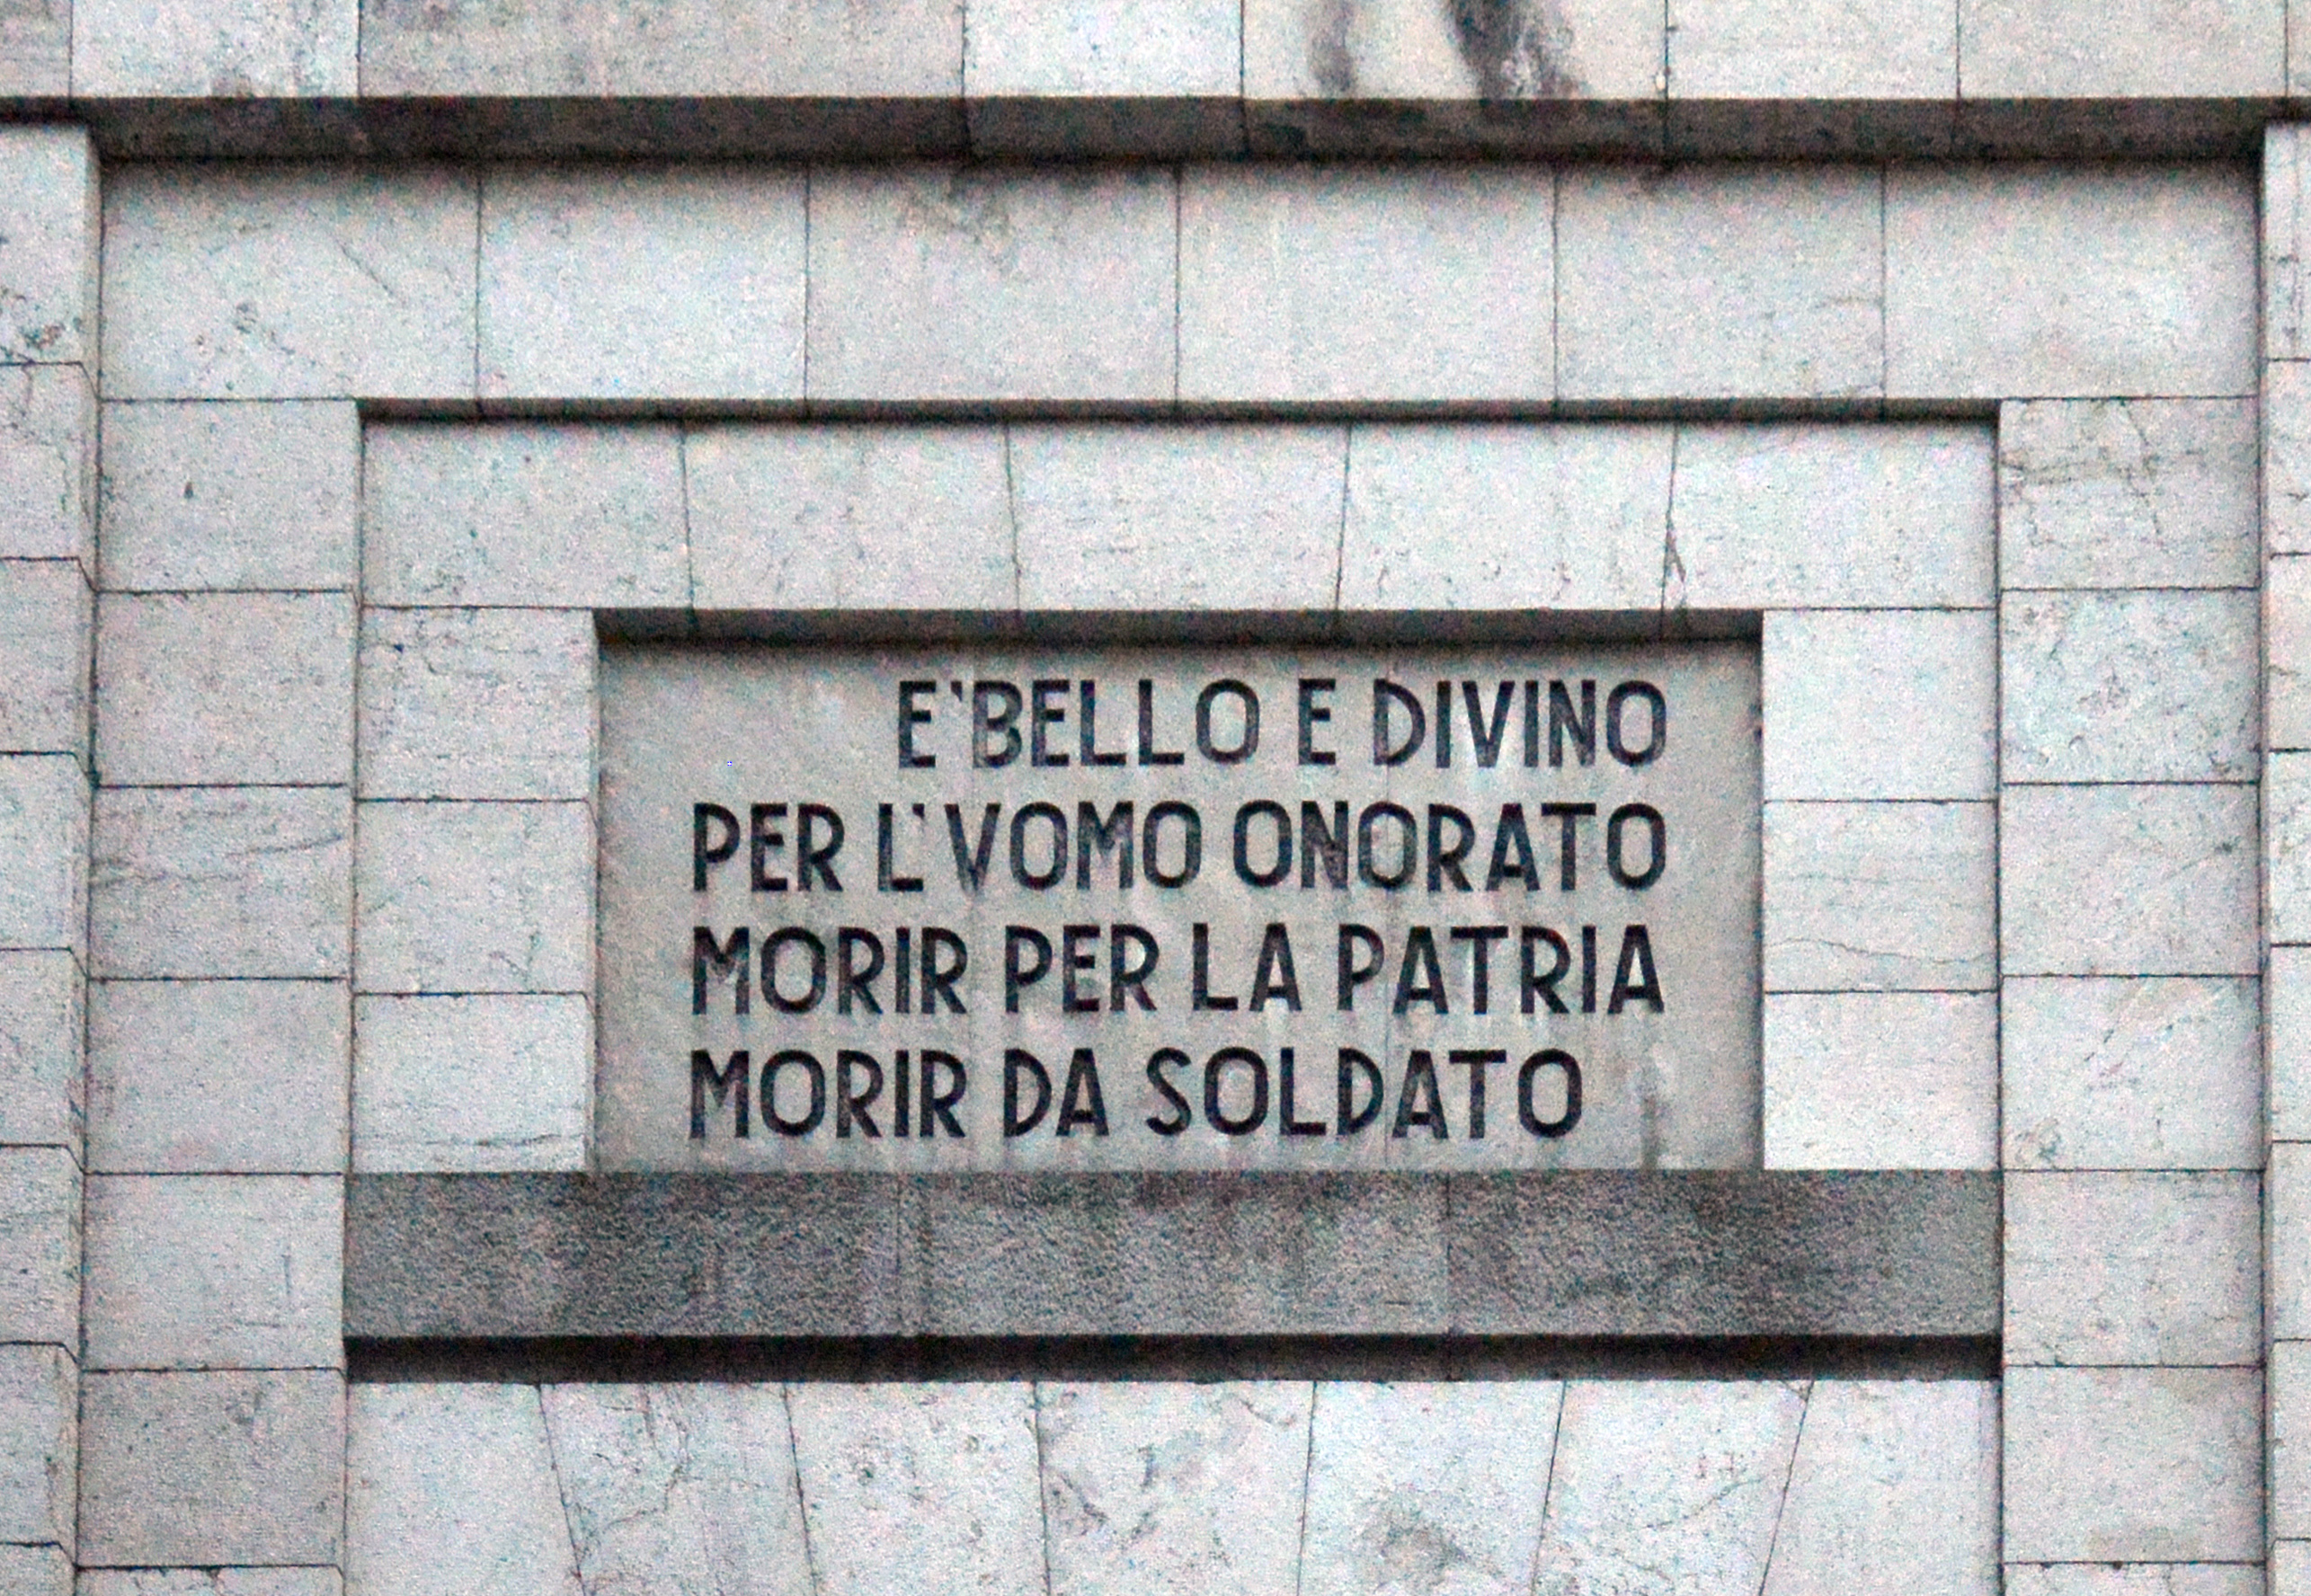 E'BELLO E DIVINO
PER L'VOMO ONORATO
MORIR PER LA PATRIA
MORIR DA SOLDATO